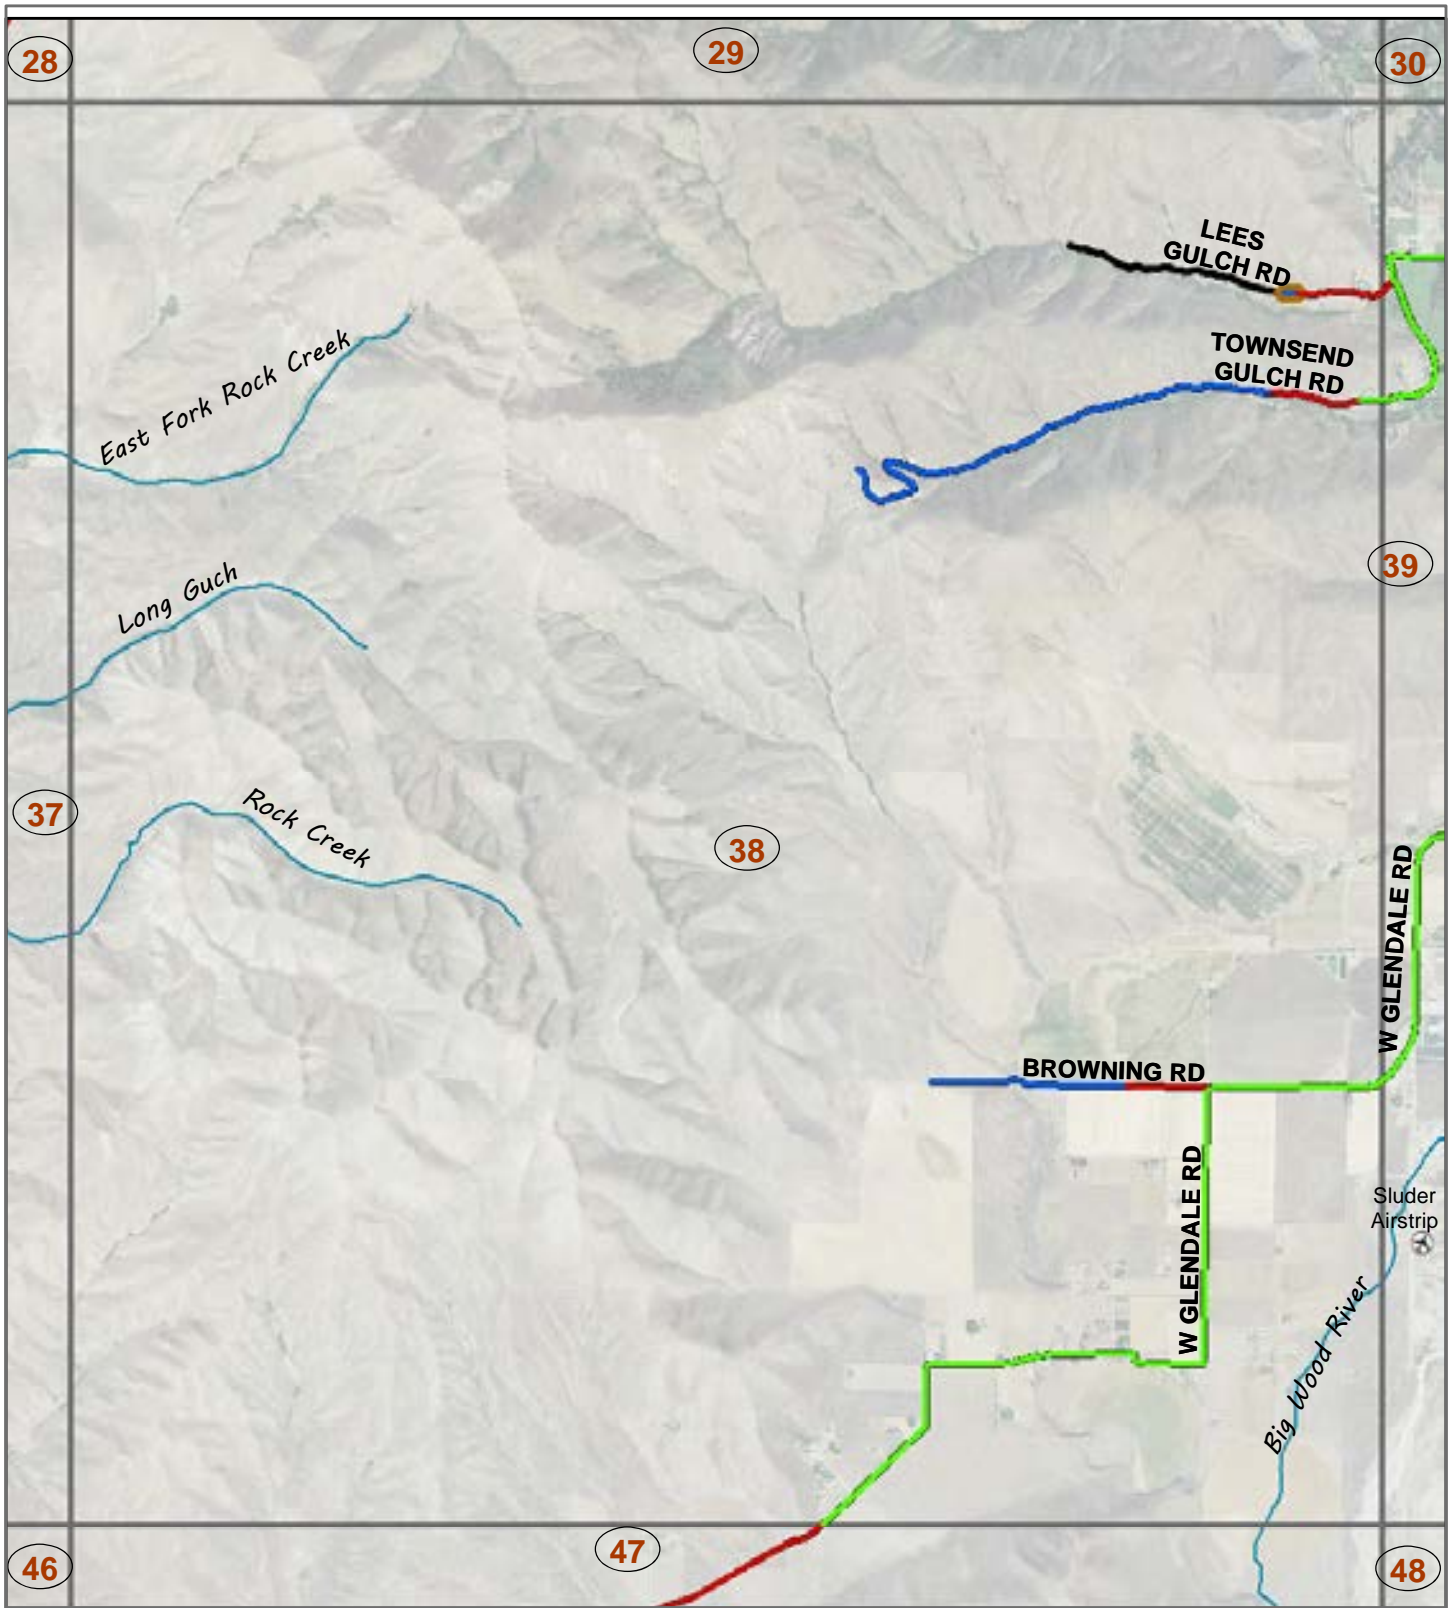 28
29
30
LEES
GULCH RD
TOWNSEND
GULCH RD
East Fork Rock Creek
39
Long Guch
37
Rock Creek
38
W GLENDALE RD
BROWNING RD
W GLENDALE RD
Sluder
Airstrip
Big Wood River
46
47
48